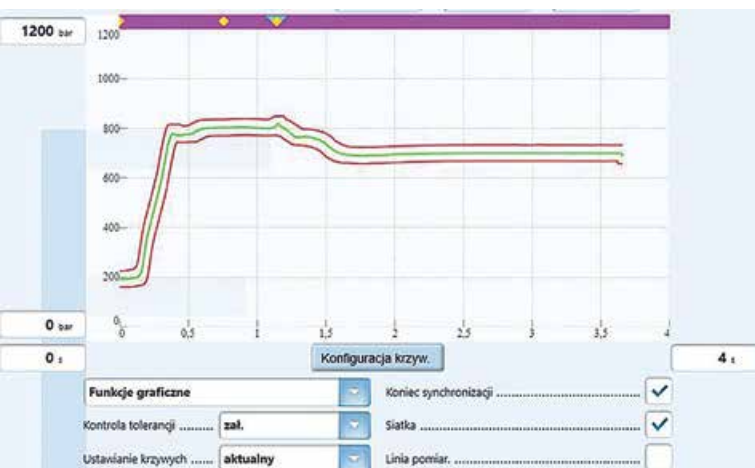 1200 bar
1200
1000
800
600
400
200
0 bar
0
0,5
1
1,5
2
2,5
3
3,5
4
0 s
Konfiguracja krzyw.
4 s
Funkcje graficzne
Koniec synchronizacji
Kontrola tolerancji
zał.
Siatka
Ustawianie krzywych
aktualny
Linia pomiar.